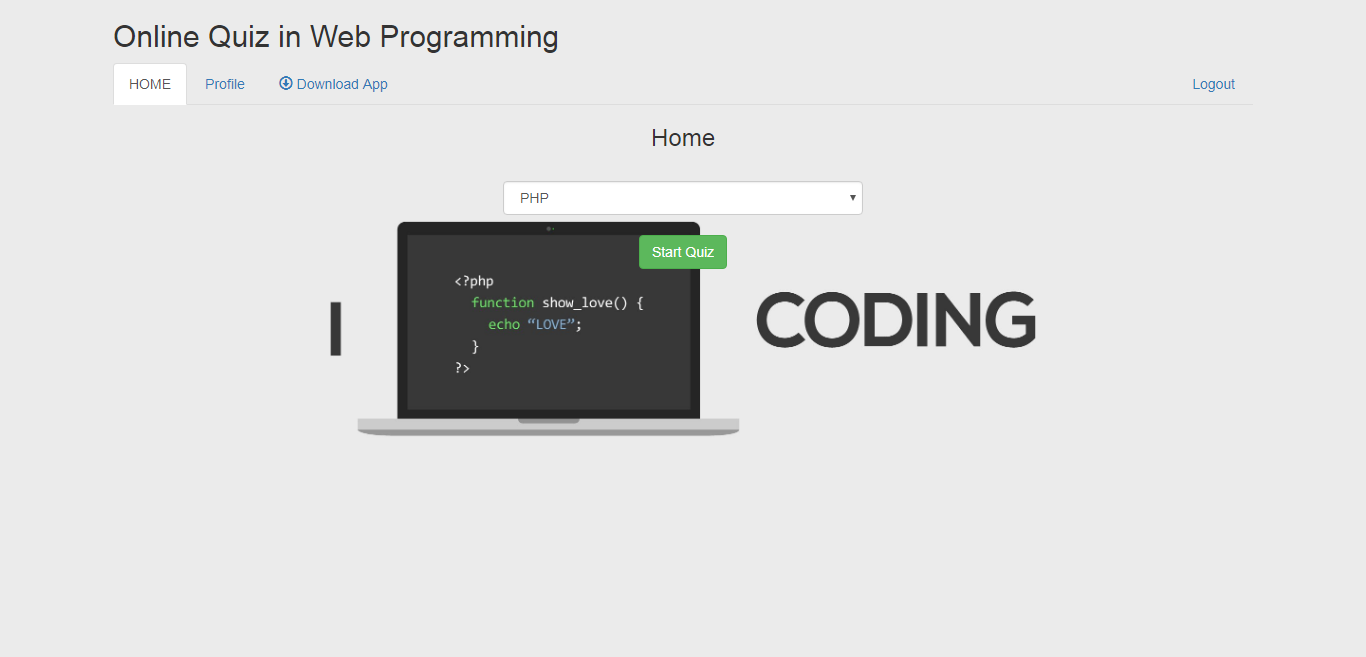 Online Quiz in Web Programming
HOME Profile Download App Logout
Home
PHP
Start Quiz
<?php
function show_love() {
echo “LOVE”;
}
?>
I CODING